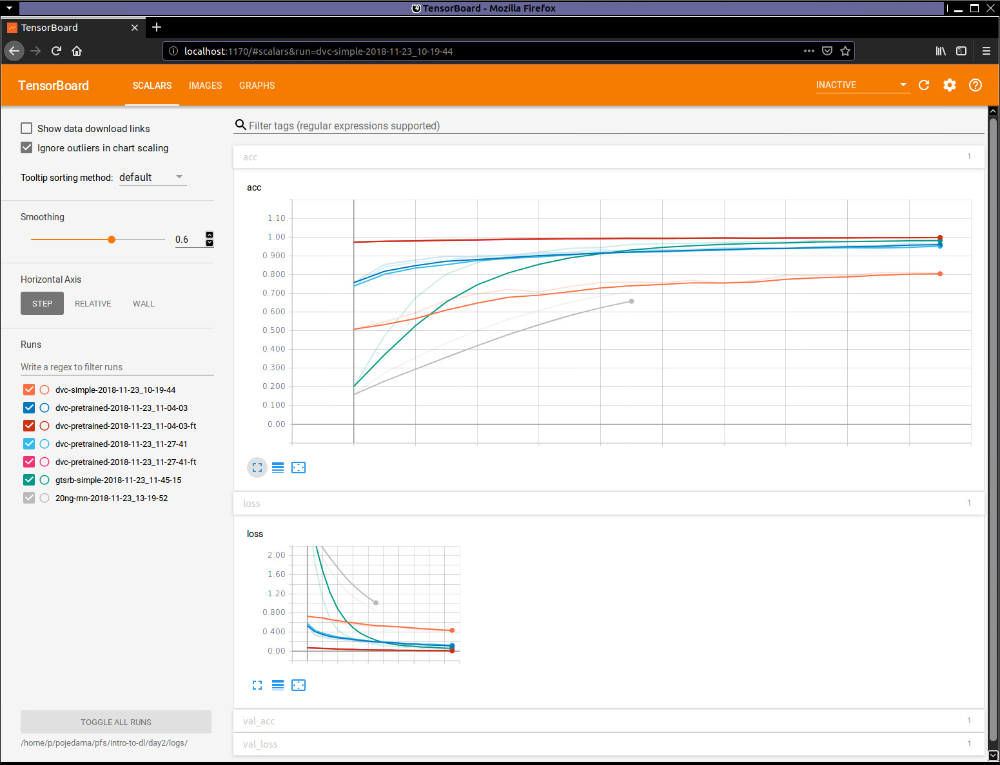 TensorBoard - Mozilla Firefox
TensorBoard
localhost:1170/#scalars&run=dvc-simple-2018-11-23_10-19-44
TensorBoard SCALARS IMAGES GRAPHS INACTIVE
Show data download links
Ignore outliers in chart scaling
Tooltip sorting method: default
Smoothing
0.6
Horizontal Axis
STEP RELATIVE WALL
Runs
Write a regex to filter runs
dvc-simple-2018-11-23_10-19-44
dvc-pretrained-2018-11-23_11-04-03
dvc-pretrained-2018-11-23_11-04-03-ft
dvc-pretrained-2018-11-23_11-27-41
dvc-pretrained-2018-11-23_11-27-41-ft
gtsrb-simple-2018-11-23_11-45-15
20ng-rnn-2018-11-23_13-19-52
TOGGLE ALL RUNS
/home/p/pojedama/pfs/intro-to-dl/day2/logs/
Filter tags (regular expressions supported)
acc 1
acc
1.10
1.00
0.900
0.800
0.700
0.600
0.500
0.400
0.300
0.200
0.100
0.00
loss 1
loss
2.00
1.60
1.20
0.800
0.400
0.00
val_acc 1
val_loss 1